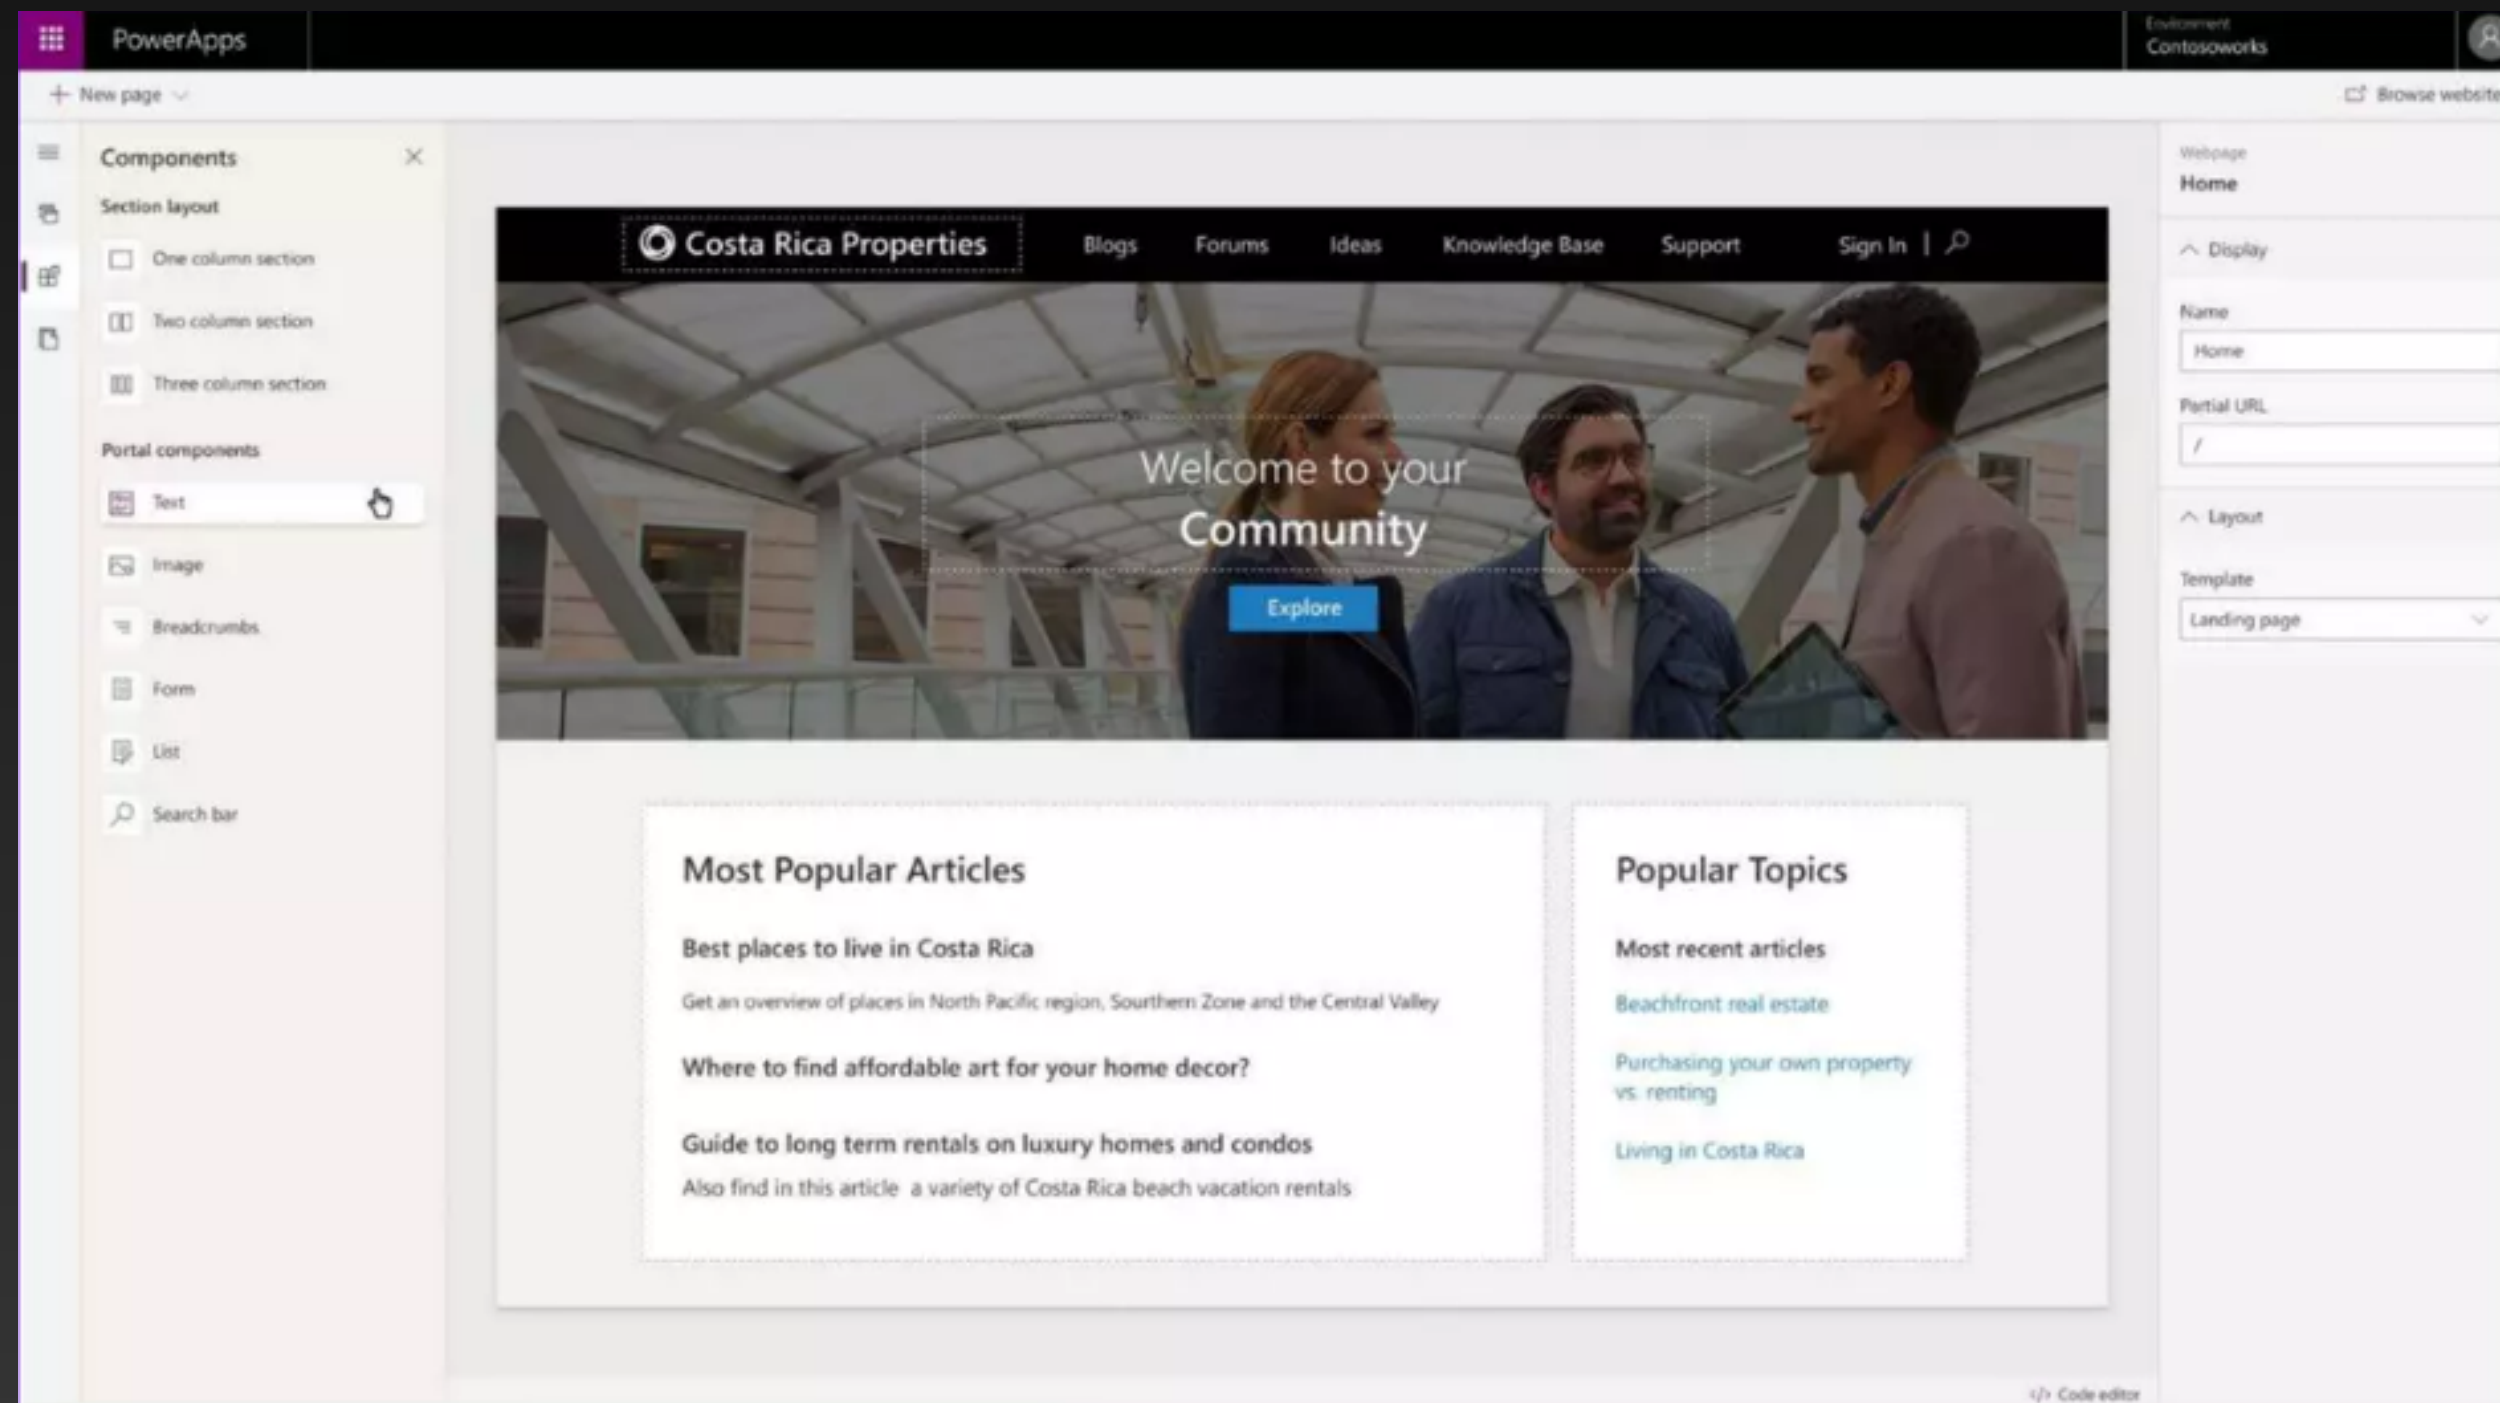 PowerApps
Environment
Contosoworks
New page
Browse website
Components
Section layout
One column section
Two column section
Three column section
Portal components
Text
Image
Breadcrumbs
Form
List
Search bar
Costa Rica Properties
Blogs
Forums
Ideas
Knowledge Base
Support
Sign In |
Welcome to your
Community
Explore
Most Popular Articles
Best places to live in Costa Rica
Get an overview of places in North Pacific region, Sourthern Zone and the Central Valley
Where to find affordable art for your home decor?
Guide to long term rentals on luxury homes and condos
Also find in this article a variety of Costa Rica beach vacation rentals
Popular Topics
Most recent articles
Beachfront real estate
Purchasing your own property
vs. renting
Living in Costa Rica
Webpage
Home
Display
Name
Home
Partial URL
/
Layout
Template
Landing page
</> Code editor